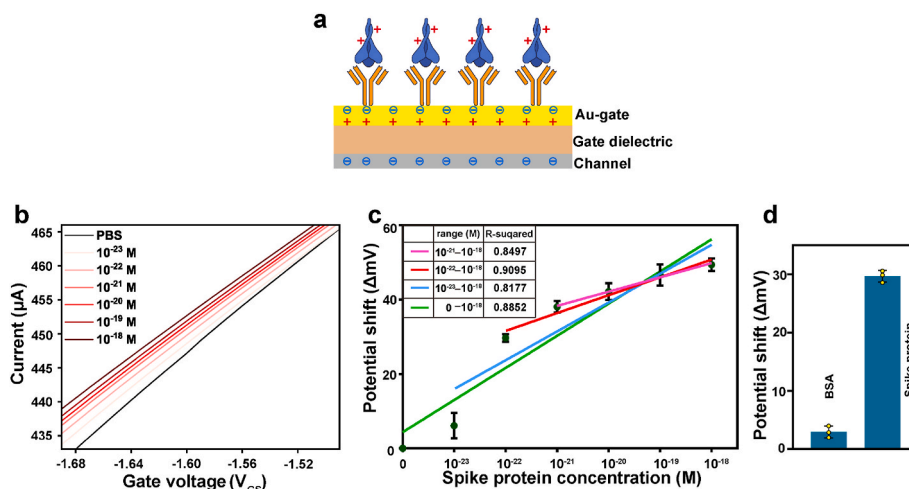 a
+ + + + + + + +
⊖ ⊖ ⊖ ⊖ ⊖ ⊖ ⊖ ⊖ ⊖
+ + + + + + + + +
Au-gate
Gate dielectric
⊖ ⊖ ⊖ ⊖ ⊖ ⊖ ⊖ ⊖ ⊖
Channel
b
465
460
455
450
445
440
435
Current (µA)
PBS
10⁻²³ M
10⁻²² M
10⁻²¹ M
10⁻²⁰ M
10⁻¹⁹ M
10⁻¹⁸ M
-1.68 -1.64 -1.60 -1.56 -1.52
Gate voltage (V_GS)
c
60
40
20
0
Potential shift (ΔmV)
range (M) R-suqared
10⁻²¹–10⁻¹⁸ 0.8497
10⁻²²–10⁻¹⁸ 0.9095
10⁻²³–10⁻¹⁸ 0.8177
0 –10⁻¹⁸ 0.8852
0 10⁻²³ 10⁻²² 10⁻²¹ 10⁻²⁰ 10⁻¹⁹ 10⁻¹⁸
Spike protein concentration (M)
d
30
15
0
Potential shift (ΔmV)
BSA
Spike protein